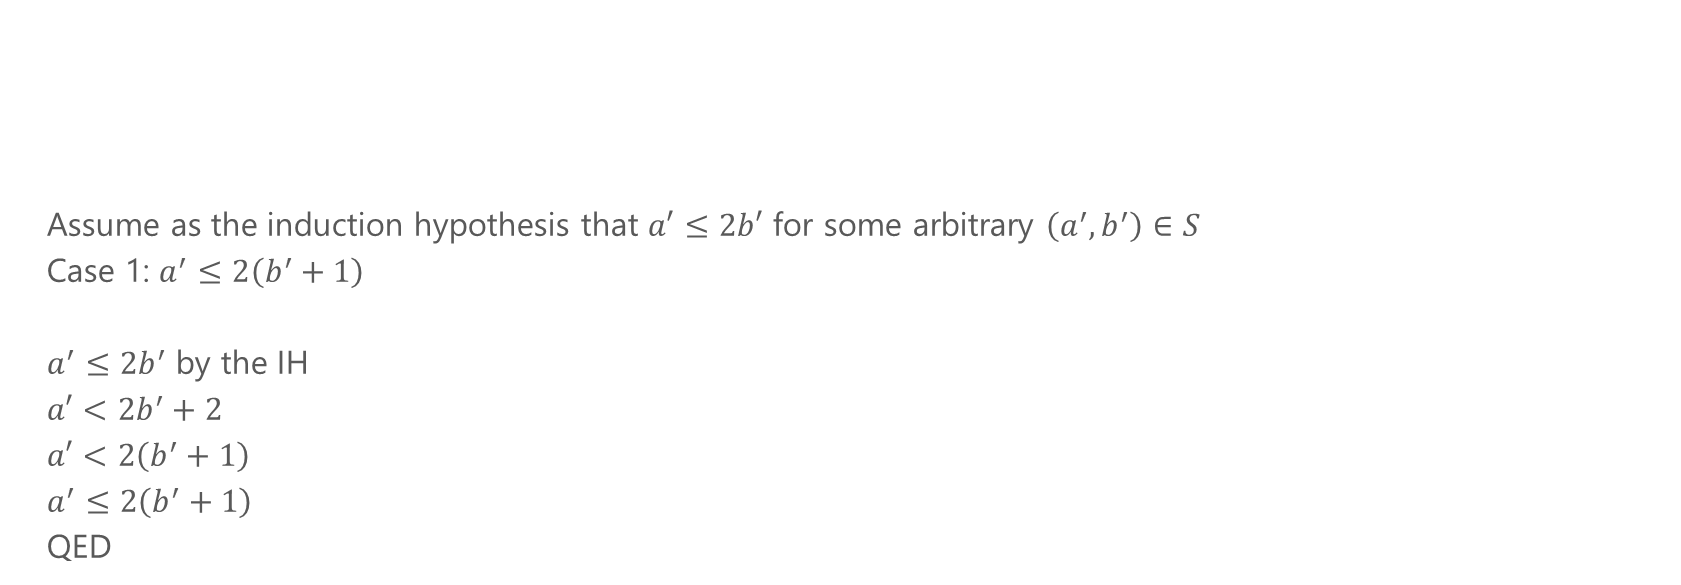 Assume as the induction hypothesis that a′ ≤ 2b′ for some arbitrary (a′, b′) ∈ S
Case 1: a′ ≤ 2(b′ + 1)
a′ ≤ 2b′ by the IH
a′ < 2b′ + 2
a′ < 2(b′ + 1)
a′ ≤ 2(b′ + 1)
QED